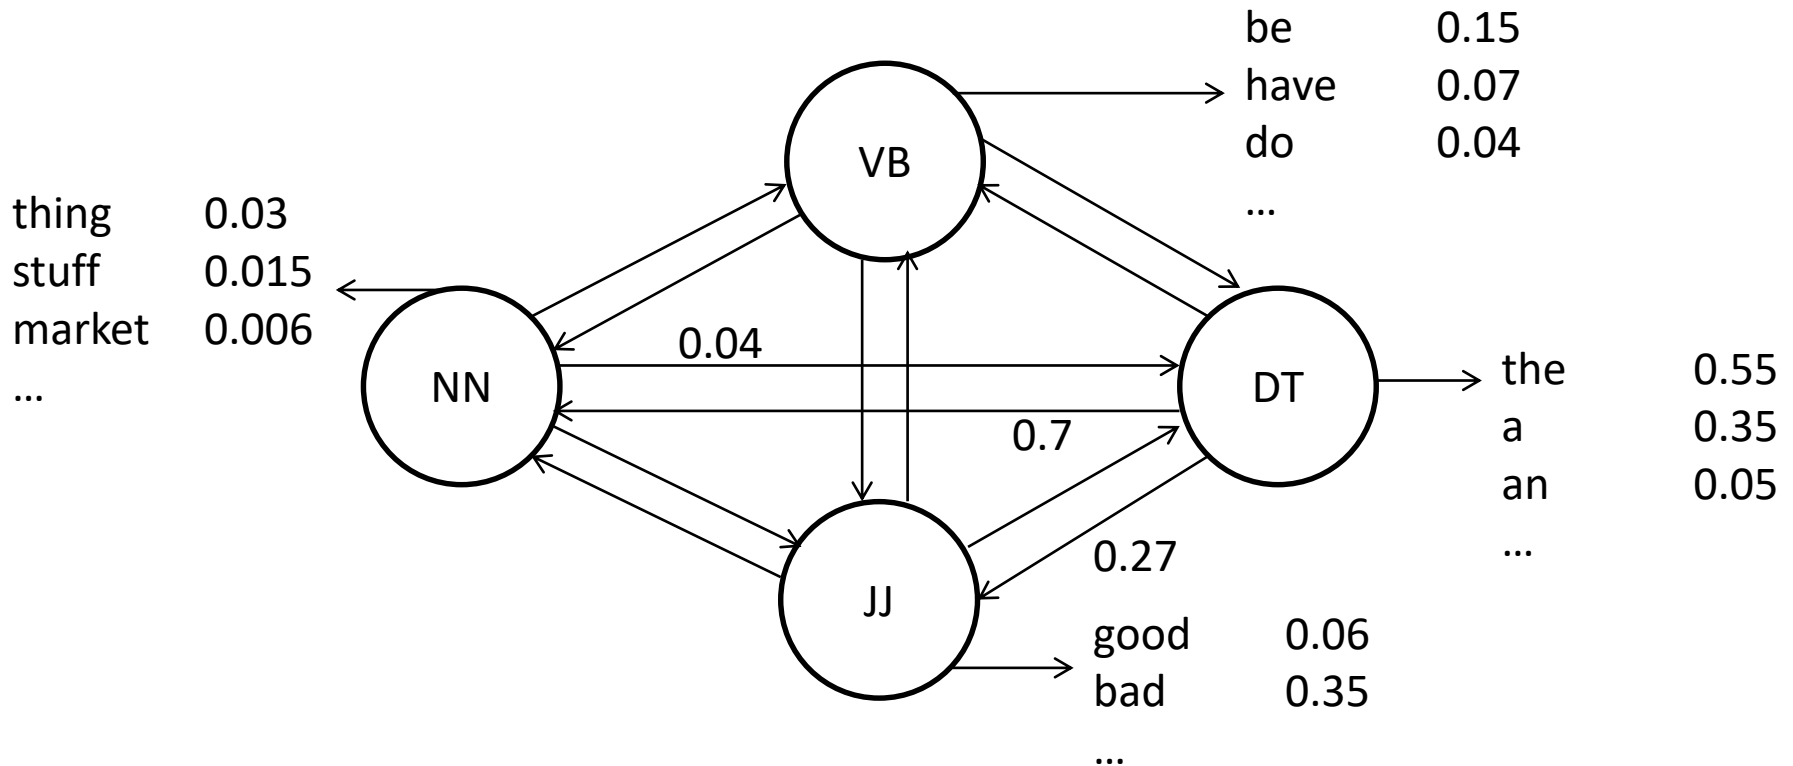 be 0.15
have 0.07
do 0.04
...
VB
thing 0.03
stuff 0.015
market 0.006
...
NN
0.04
0.7
DT
the 0.55
a 0.35
an 0.05
...
0.27
JJ
good 0.06
bad 0.35
...